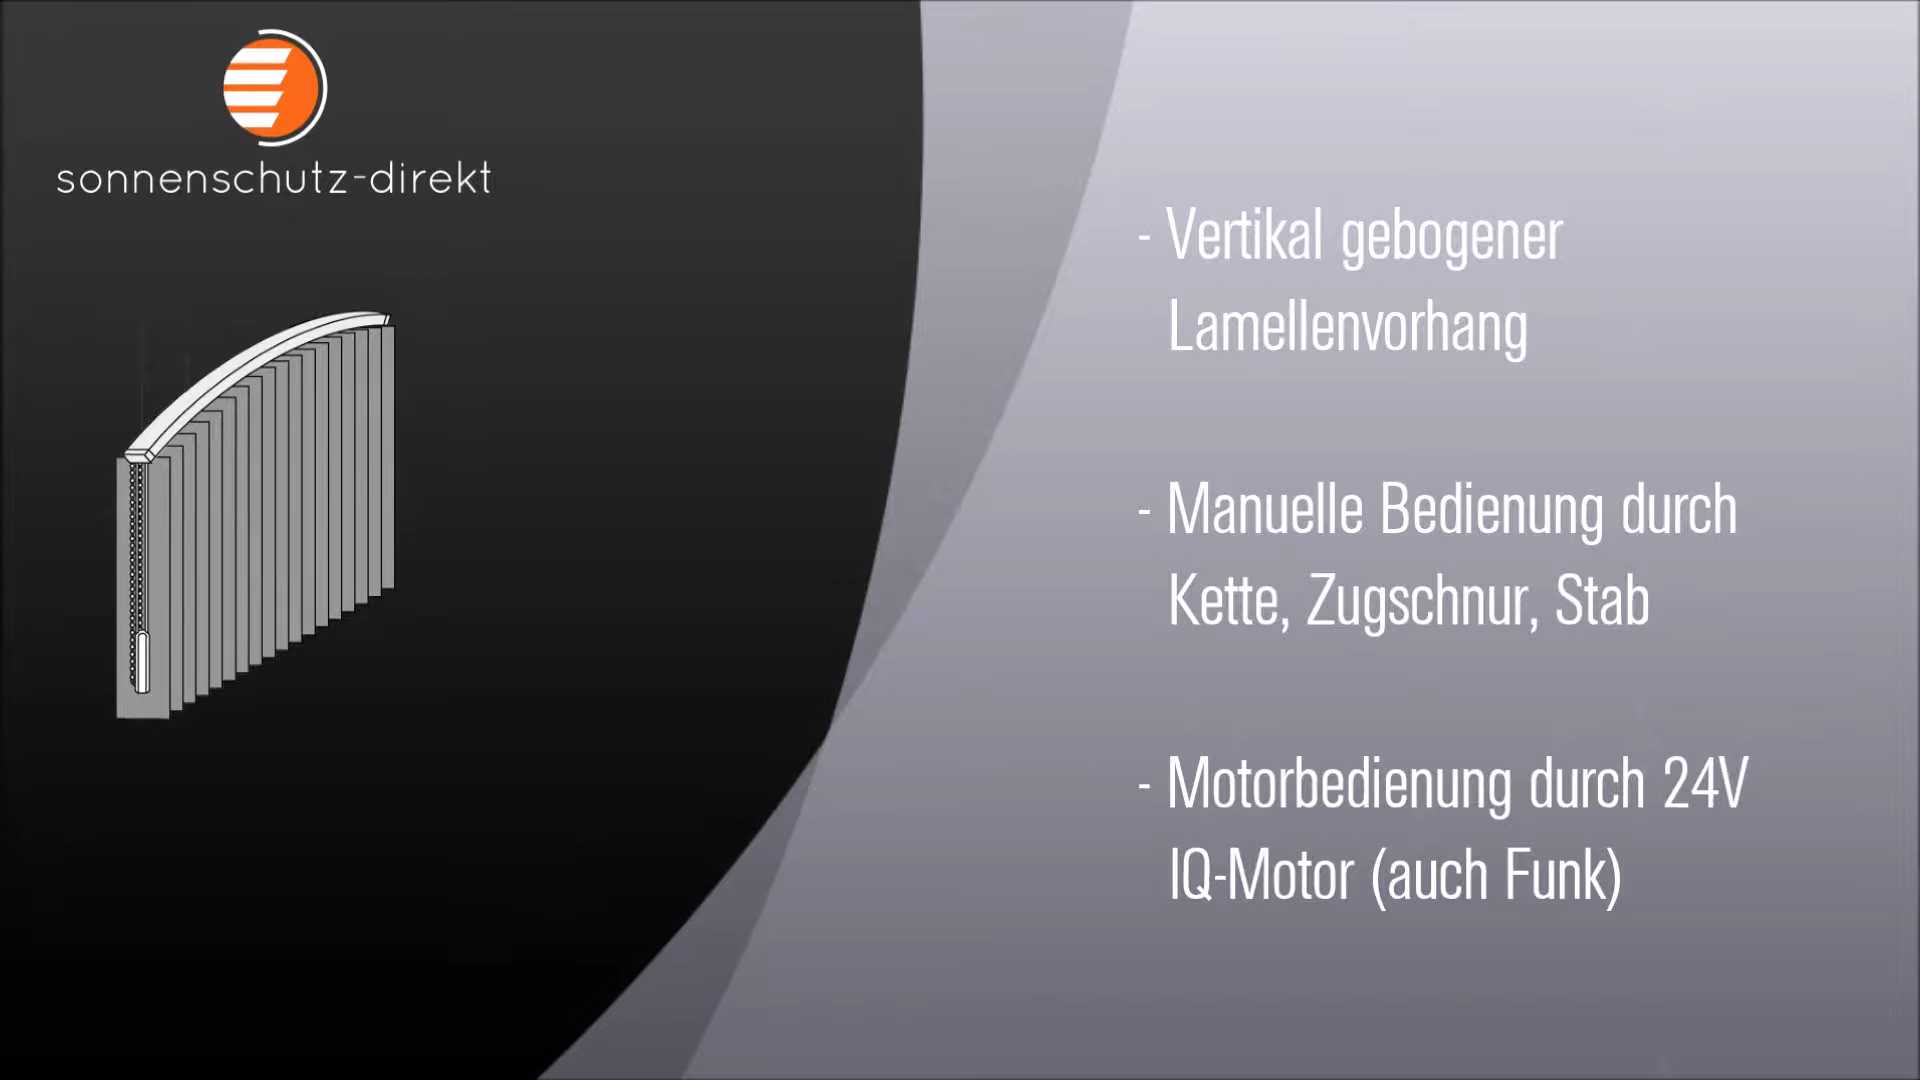 sonnenschutz-direkt
- Vertikal gebogener
Lamellenvorhang
- Manuelle Bedienung durch
Kette, Zugschnur, Stab
- Motorbedienung durch 24V
IQ-Motor (auch Funk)